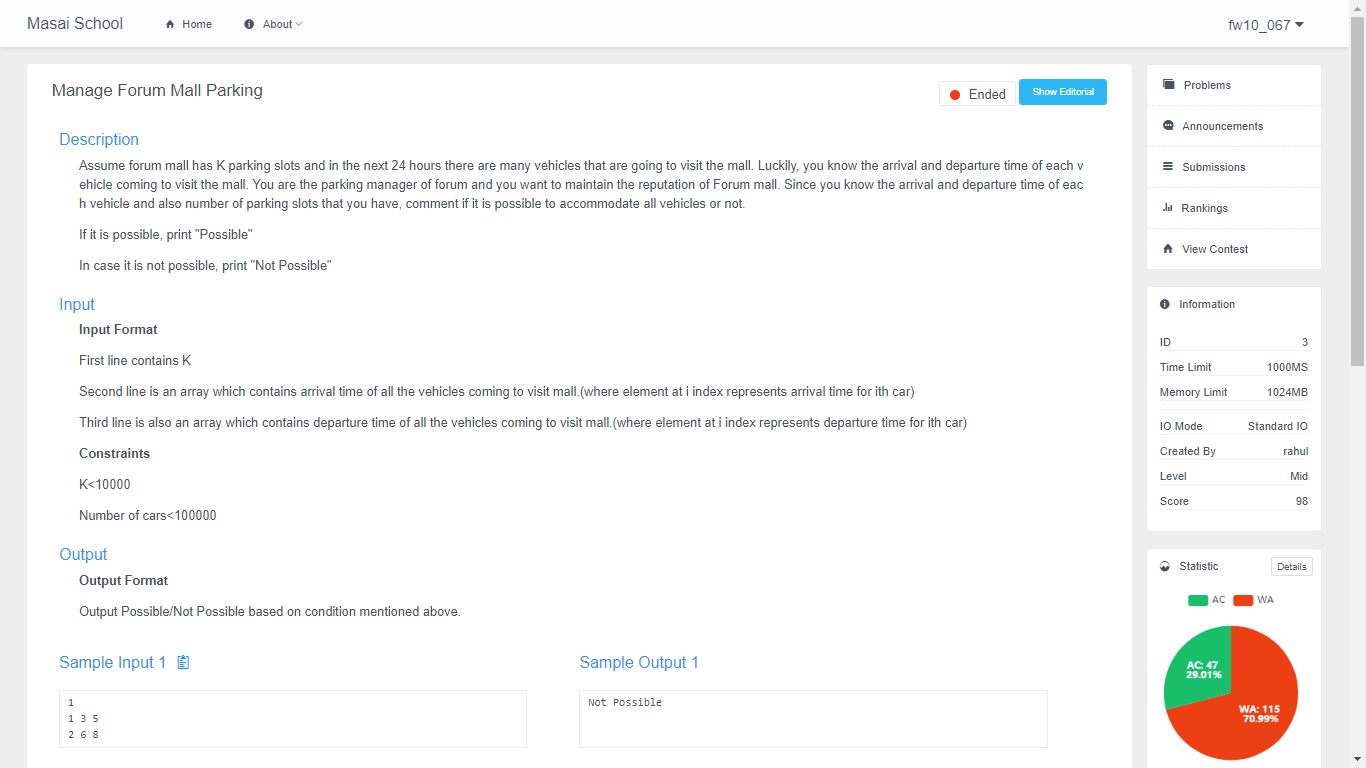 Masai School Home About fw10_067
Manage Forum Mall Parking
Ended Show Editorial
Description
Assume forum mall has K parking slots and in the next 24 hours there are many vehicles that are going to visit the mall. Luckily, you know the arrival and departure time of each v
ehicle coming to visit the mall. You are the parking manager of forum and you want to maintain the reputation of Forum mall. Since you know the arrival and departure time of eac
h vehicle and also number of parking slots that you have, comment if it is possible to accommodate all vehicles or not.
If it is possible, print "Possible"
In case it is not possible, print "Not Possible"
Input
Input Format
First line contains K
Second line is an array which contains arrival time of all the vehicles coming to visit mall.(where element at i index represents arrival time for ith car)
Third line is also an array which contains departure time of all the vehicles coming to visit mall.(where element at i index represents departure time for ith car)
Constraints
K<10000
Number of cars<100000
Output
Output Format
Output Possible/Not Possible based on condition mentioned above.
Sample Input 1
1
1 3 5
2 6 8
Sample Output 1
Not Possible
Problems
Announcements
Submissions
Rankings
View Contest
Information
ID 3
Time Limit 1000MS
Memory Limit 1024MB
IO Mode Standard IO
Created By rahul
Level Mid
Score 98
Statistic Details
AC WA
AC: 47
29.01%
WA: 115
70.99%